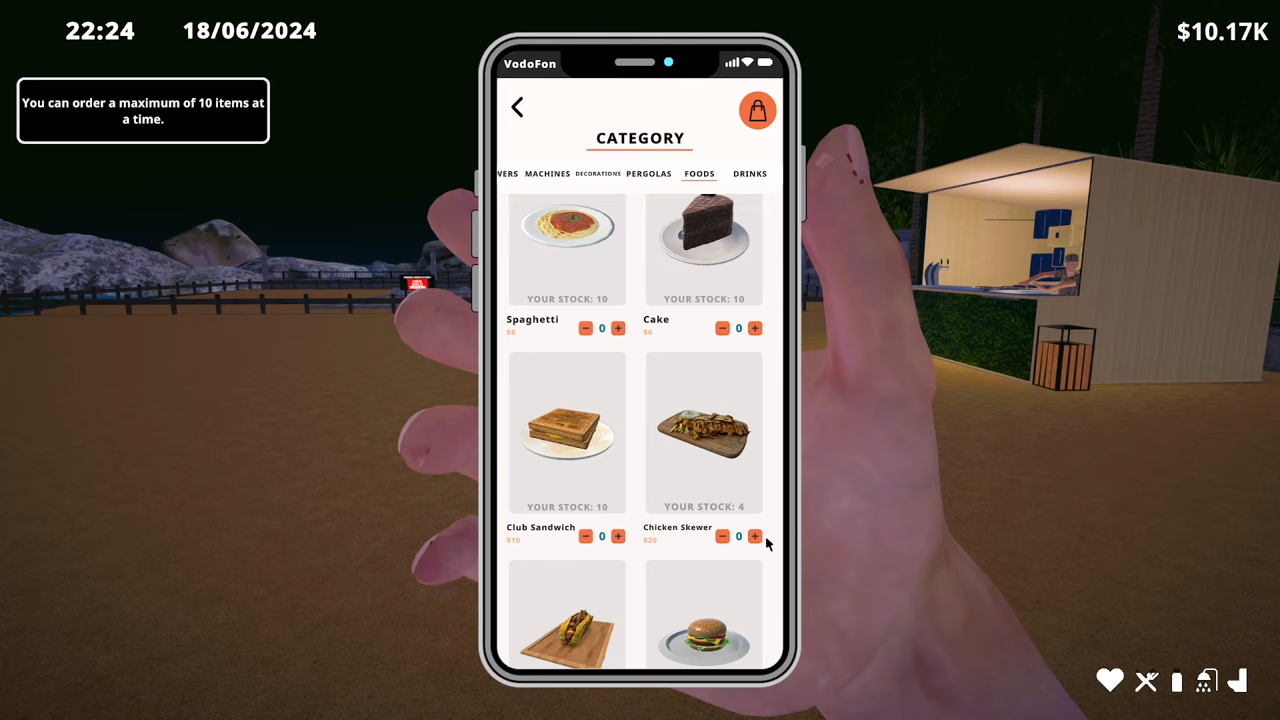 22:24
18/06/2024
$10.17K
You can order a maximum of 10 items at
a time.
VodoFon
CATEGORY
WERS MACHINES DECORATIONS PERGOLAS FOODS DRINKS
YOUR STOCK: 10
YOUR STOCK: 10
Spaghetti
$8
0
Cake
$6
0
YOUR STOCK: 10
YOUR STOCK: 4
Club Sandwich
$10
0
Chicken Skewer
$20
0